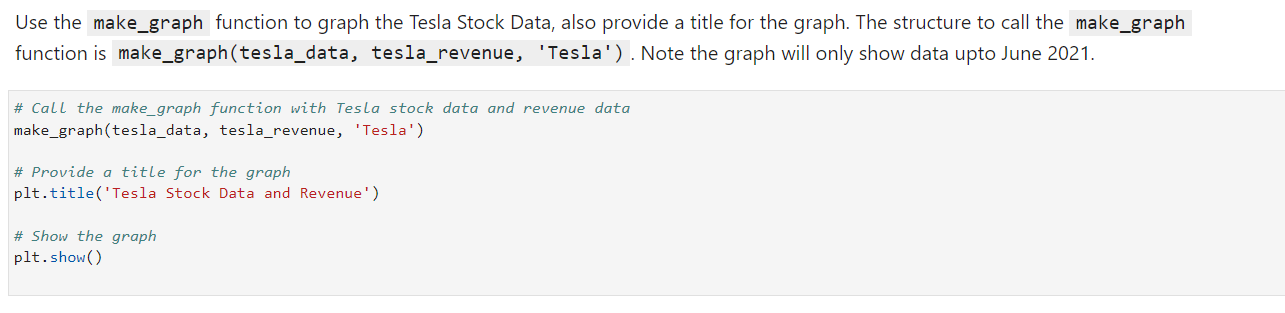 Use the make_graph function to graph the Tesla Stock Data, also provide a title for the graph. The structure to call the make_graph
function is make_graph(tesla_data, tesla_revenue, 'Tesla') . Note the graph will only show data upto June 2021.
# Call the make_graph function with Tesla stock data and revenue data
make_graph(tesla_data, tesla_revenue, 'Tesla')
# Provide a title for the graph
plt.title('Tesla Stock Data and Revenue')
# Show the graph
plt.show()